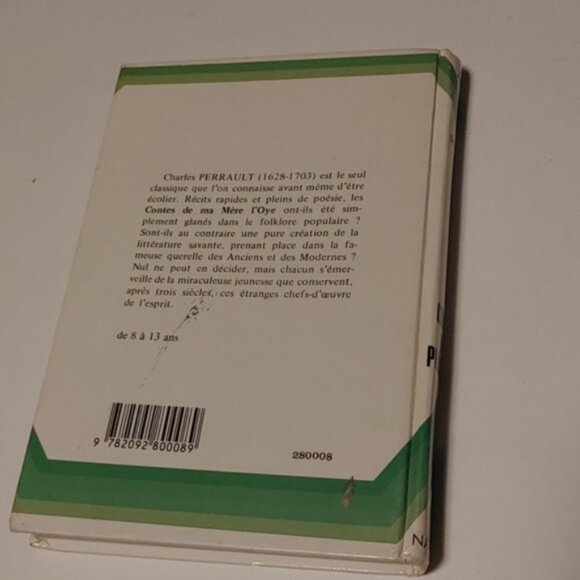 Charles PERRAULT (1628-1703) est le seul
classique que l'on connaisse avant même d'être
écolier. Récits rapides et pleins de poésie, les
Contes de ma Mère l'Oye ont-ils été sim-
plement glanés dans le folklore populaire ?
Sont-ils au contraire une pure création de la
littérature savante, prenant place dans la fa-
meuse querelle des Anciens et des Modernes ?
Nul ne peut en décider, mais chacun s'émer-
veille de la miraculeuse jeunesse que conservent,
après trois siècles, ces étranges chefs-d'œuvre
de l'esprit.
de 8 à 13 ans
9 782092 800089
280008